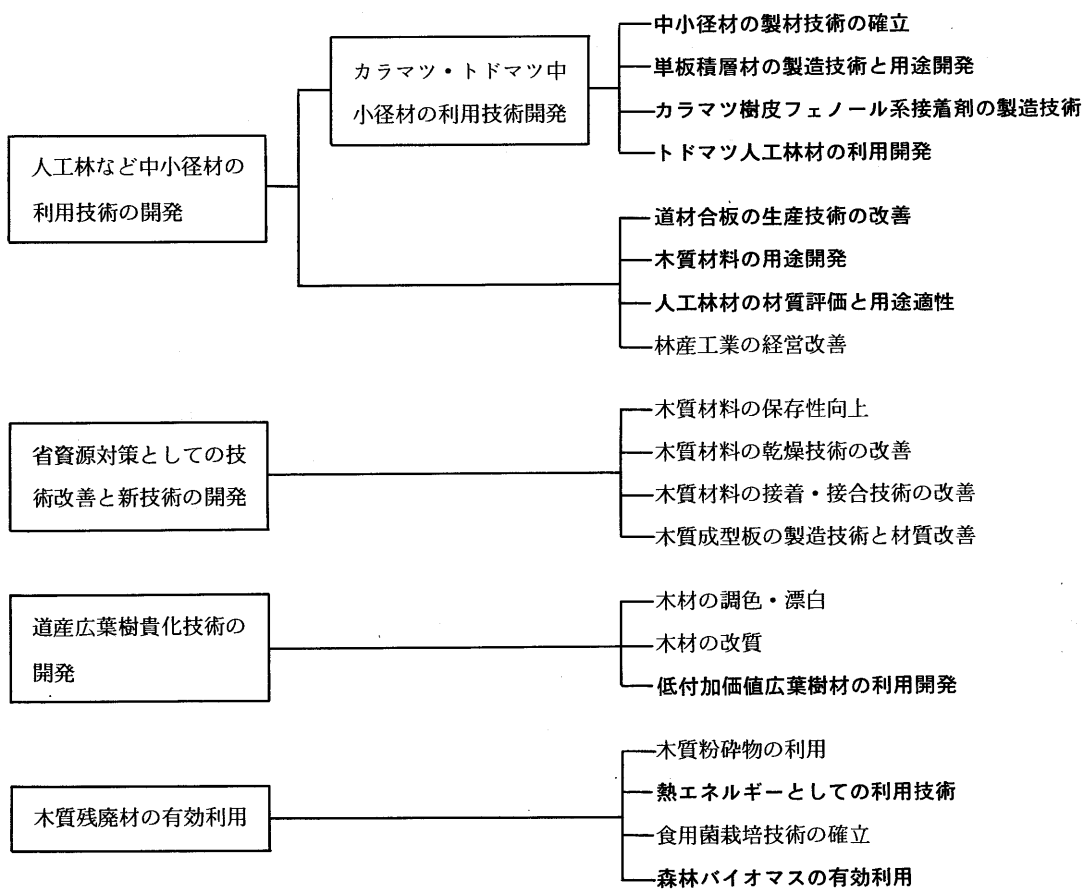 人工林など中小径材の
利用技術の開発
カラマツ・トドマツ中
小径材の利用技術開発
中小径材の製材技術の確立
単板積層材の製造技術と用途開発
カラマツ樹皮フェノール系接着剤の製造技術
トドマツ人工林材の利用開発
道材合板の生産技術の改善
木質材料の用途開発
人工林材の材質評価と用途適性
林産工業の経営改善
省資源対策としての技
術改善と新技術の開発
木質材料の保存性向上
木質材料の乾燥技術の改善
木質材料の接着・接合技術の改善
木質成型板の製造技術と材質改善
道産広葉樹貴化技術の
開発
木材の調色・漂白
木材の改質
低付加価値広葉樹材の利用開発
木質残廃材の有効利用
木質粉砕物の利用
熱エネルギーとしての利用技術
食用菌栽培技術の確立
森林バイオマスの有効利用